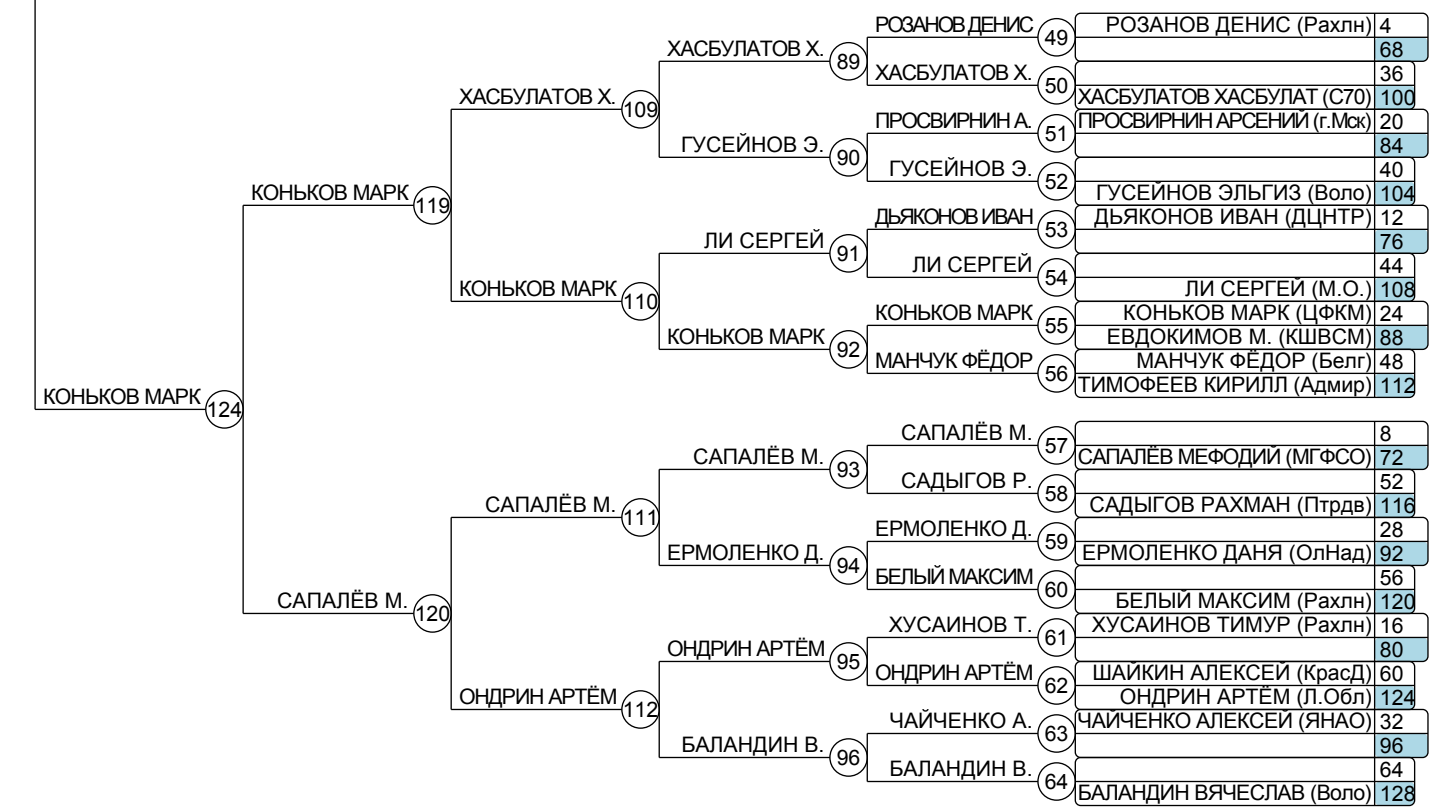 РОЗАНОВ ДЕНИС 49 РОЗАНОВ ДЕНИС (Рахлн) 4
ХАСБУЛАТОВ Х. 89 68
ХАСБУЛАТОВ Х. 50 36
ХАСБУЛАТОВ Х. 109 ХАСБУЛАТОВ ХАСБУЛАТ (С70) 100
ПРОСВИРНИН А. 51 ПРОСВИРНИН АРСЕНИЙ (г.Мск) 20
ГУСЕЙНОВ Э. 90 84
ГУСЕЙНОВ Э. 52 40
КОНЬКОВ МАРК 119 ГУСЕЙНОВ ЭЛЬГИЗ (Воло) 104
ДЬЯКОНОВ ИВАН 53 ДЬЯКОНОВ ИВАН (ДЦНТР) 12
ЛИ СЕРГЕЙ 91 76
ЛИ СЕРГЕЙ 54 44
КОНЬКОВ МАРК 110 ЛИ СЕРГЕЙ (М.О.) 108
КОНЬКОВ МАРК 55 КОНЬКОВ МАРК (ЦФКМ) 24
КОНЬКОВ МАРК 92 ЕВДОКИМОВ М. (КШВСМ) 88
МАНЧУК ФЁДОР 56 МАНЧУК ФЁДОР (Белг) 48
ТИМОФЕЕВ КИРИЛЛ (Адмир) 112
КОНЬКОВ МАРК 124
САПАЛЁВ М. 57 8
САПАЛЁВ М. 93 САПАЛЁВ МЕФОДИЙ (МГФСО) 72
САДЫГОВ Р. 58 52
САПАЛЁВ М. 111 САДЫГОВ РАХМАН (Птрдв) 116
ЕРМОЛЕНКО Д. 59 28
ЕРМОЛЕНКО Д. 94 ЕРМОЛЕНКО ДАНЯ (ОлНад) 92
БЕЛЫЙ МАКСИМ 60 56
САПАЛЁВ М. 120 БЕЛЫЙ МАКСИМ (Рахлн) 120
ХУСАИНОВ Т. 61 ХУСАИНОВ ТИМУР (Рахлн) 16
ОНДРИН АРТЁМ 95 80
ОНДРИН АРТЁМ 62 ШАЙКИН АЛЕКСЕЙ (КрасД) 60
ОНДРИН АРТЁМ 112 ОНДРИН АРТЁМ (Л.Обл) 124
ЧАЙЧЕНКО А. 63 ЧАЙЧЕНКО АЛЕКСЕЙ (ЯНАО) 32
БАЛАНДИН В. 96 96
БАЛАНДИН В. 64 64
БАЛАНДИН ВЯЧЕСЛАВ (Воло) 128